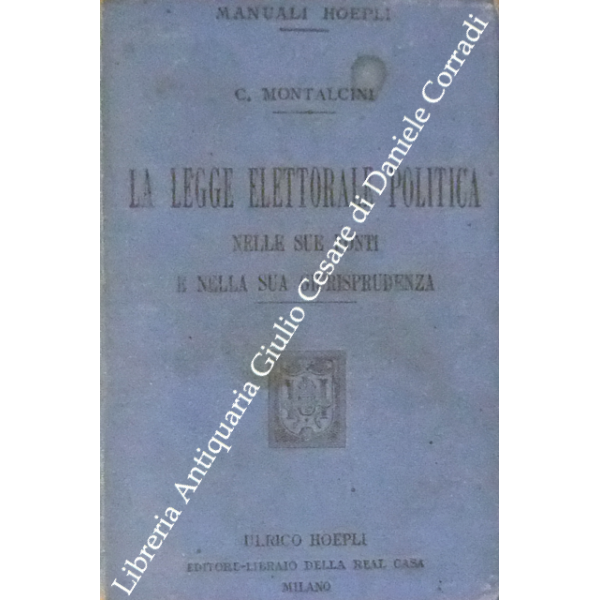 MANUALI HOEPLI
C. MONTALCINI
LA LEGGE ELETTORALE POLITICA
NELLE SUE FONTI
E NELLA SUA GIURISPRUDENZA
ULRICO HOEPLI
EDITORE-LIBRAIO DELLA REAL CASA
MILANO
Libreria Antiquaria Giulio Cesare di Daniele Corradi